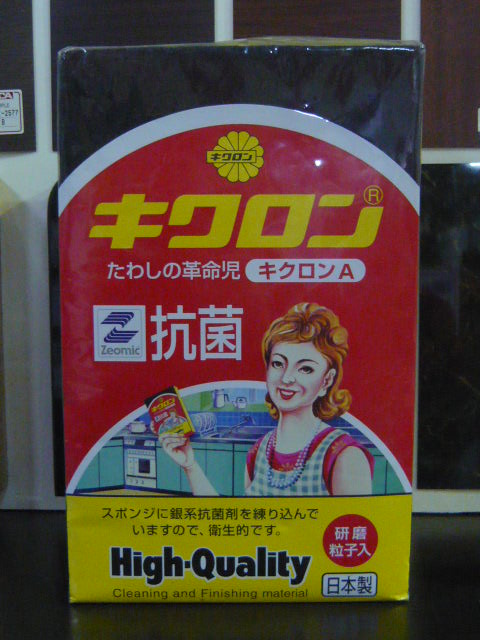 キクロン
キクロン®
たわしの革命児 キクロンA
Zeomic 抗菌
スポンジに銀系抗菌剤を練り込んで
いますので、衛生的です。
研磨
粒子入
High-Quality
Cleaning and Finishing material
日本製